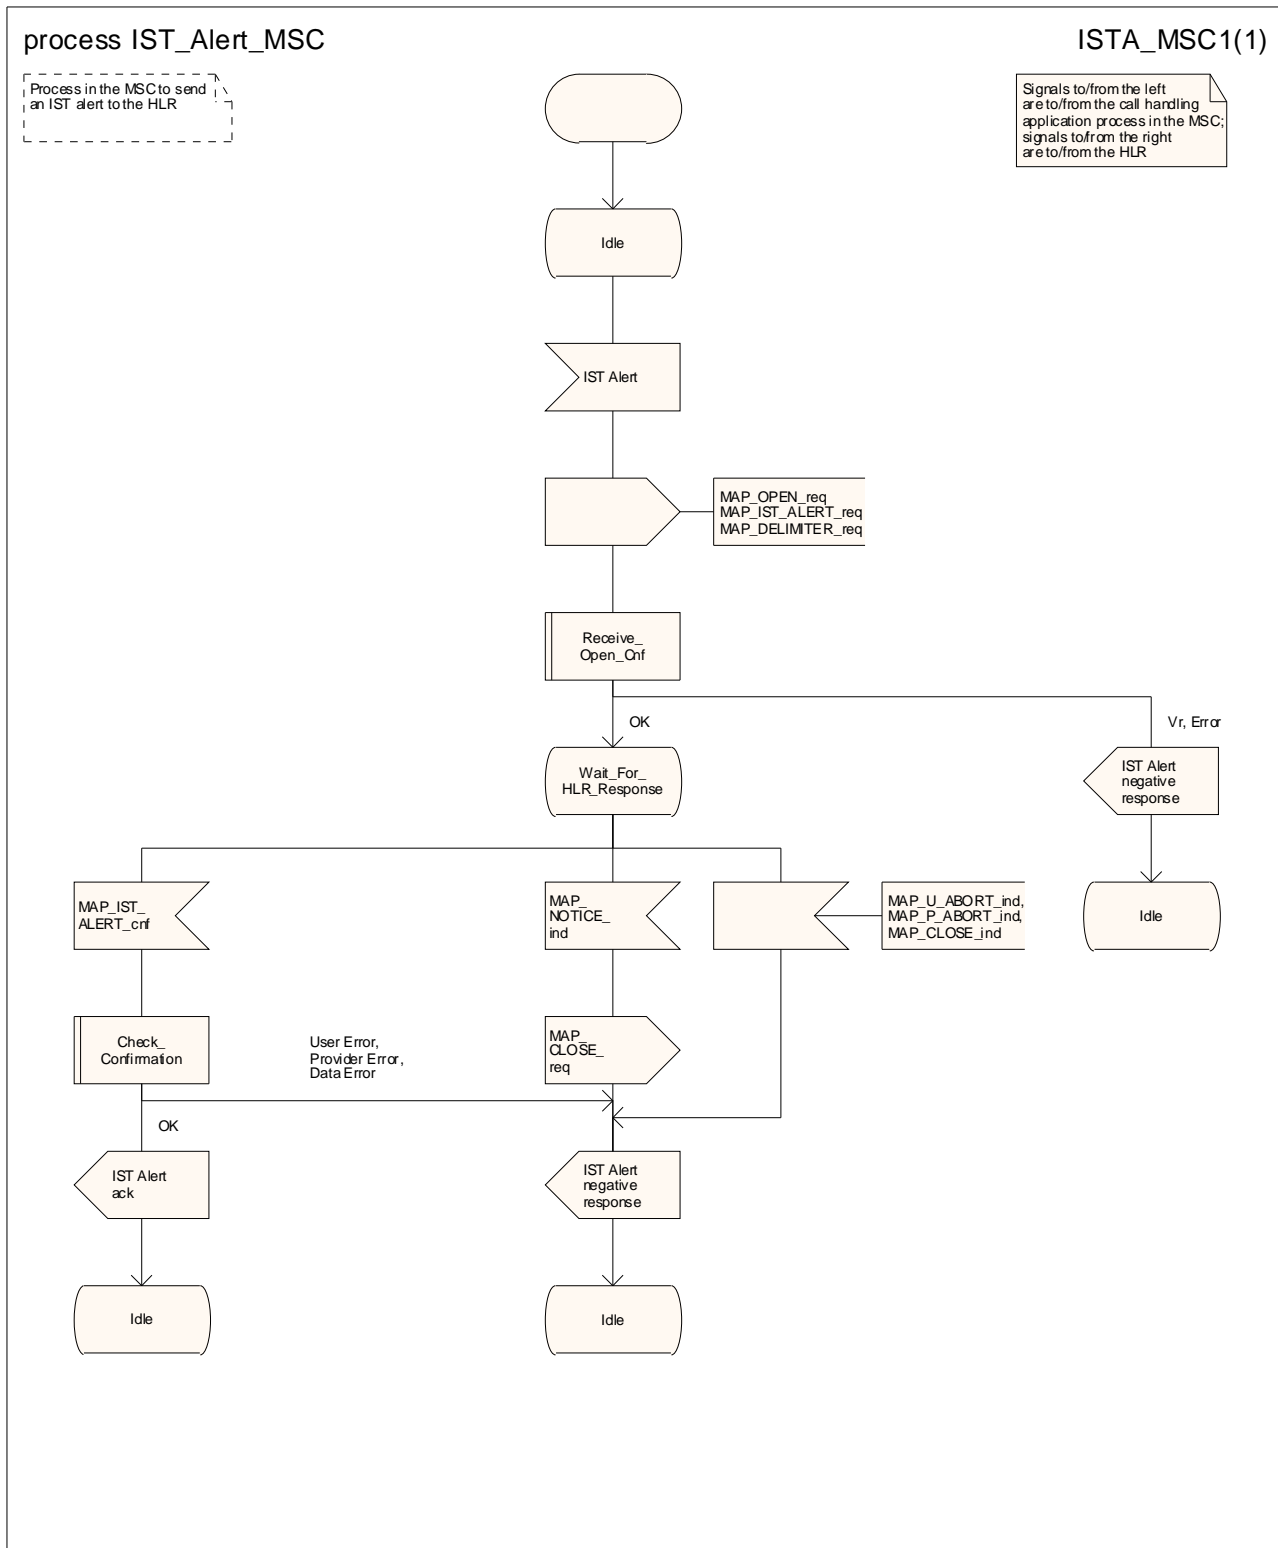 process IST_Alert_MSC
ISTA_MSC1(1)
Process in the MSC to send
an IST alert to the HLR
Signals to/from the left
are to/from the call handling
application process in the MSC;
signals to/from the right
are to/from the HLR
Idle
IST Alert
MAP_OPEN_req
MAP_IST_ALERT_req
MAP_DELIMITER_req
Receive_
Open_Cnf
OK
Vr, Error
Wait_For_
HLR_Response
IST Alert
negative
response
MAP_IST_
ALERT_cnf
MAP_
NOTICE_
ind
MAP_U_ABORT_ind,
MAP_P_ABORT_ind,
MAP_CLOSE_ind
Idle
Check_
Confirmation
User Error,
Provider Error,
Data Error
MAP_
CLOSE_
req
OK
IST Alert
ack
IST Alert
negative
response
Idle
Idle